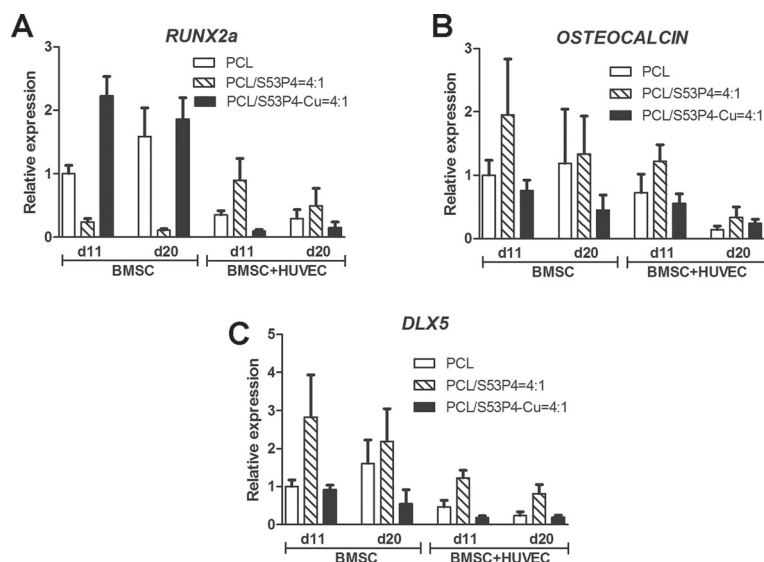 A
RUNX2a
Relative expression
3
2
1
0
PCL
PCL/S53P4=4:1
PCL/S53P4-Cu=4:1
d11
d20
d11
d20
BMSC
BMSC+HUVEC
B
OSTEOCALCIN
Relative expression
3
2
1
0
PCL
PCL/S53P4=4:1
PCL/S53P4-Cu=4:1
d11
d20
d11
d20
BMSC
BMSC+HUVEC
C
DLX5
Relative expression
5
4
3
2
1
0
PCL
PCL/S53P4=4:1
PCL/S53P4-Cu=4:1
d11
d20
d11
d20
BMSC
BMSC+HUVEC